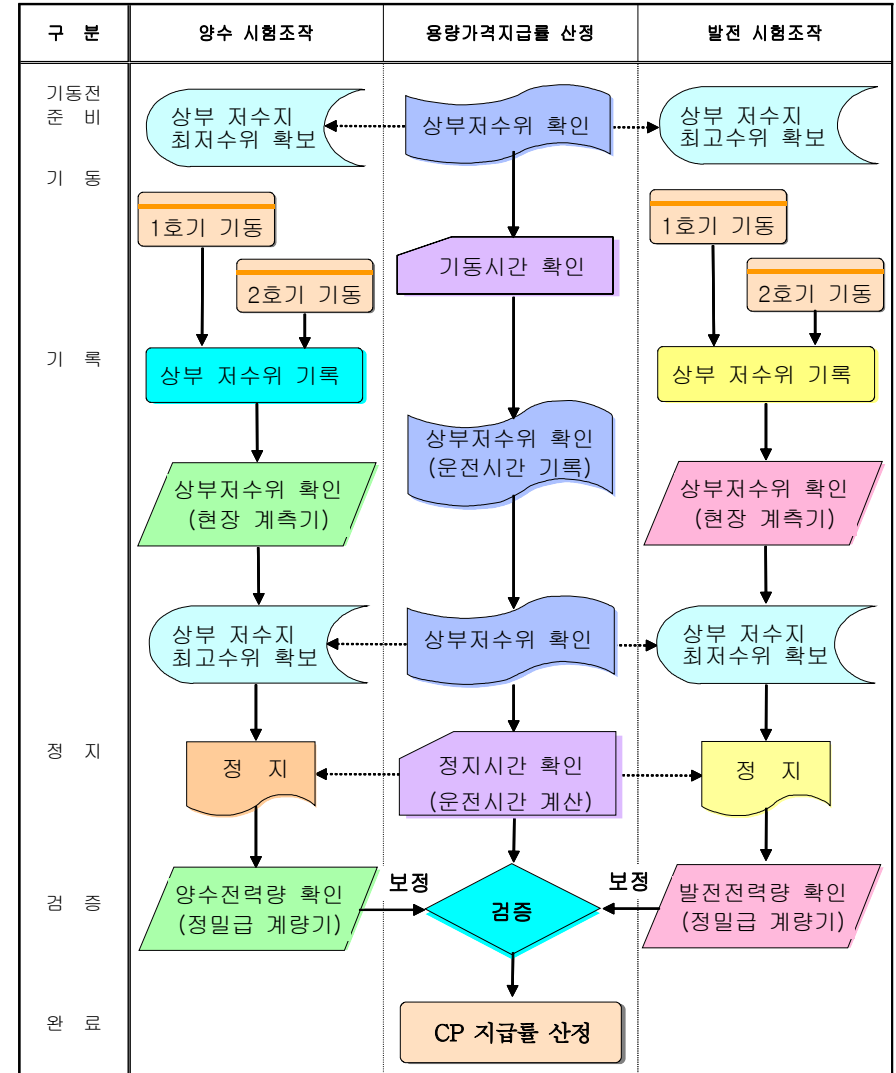 구 분
양수 시험조작
용량가격지급률 산정
발전 시험조작
기동전
준 비
상부 저수지
최저수위 확보
상부저수위 확인
상부 저수지
최고수위 확보
기 동
1호기 기동
2호기 기동
기동시간 확인
1호기 기동
2호기 기동
기 록
상부 저수위 기록
상부 저수위 기록
상부저수위 확인
(운전시간 기록)
상부저수위 확인
(현장 계측기)
상부저수위 확인
(현장 계측기)
상부 저수지
최고수위 확보
상부저수위 확인
상부 저수지
최저수위 확보
정 지
정 지
정지시간 확인
(운전시간 계산)
정 지
검 증
양수전력량 확인
(정밀급 계량기)
보정
검증
보정
발전전력량 확인
(정밀급 계량기)
완 료
CP 지급률 산정